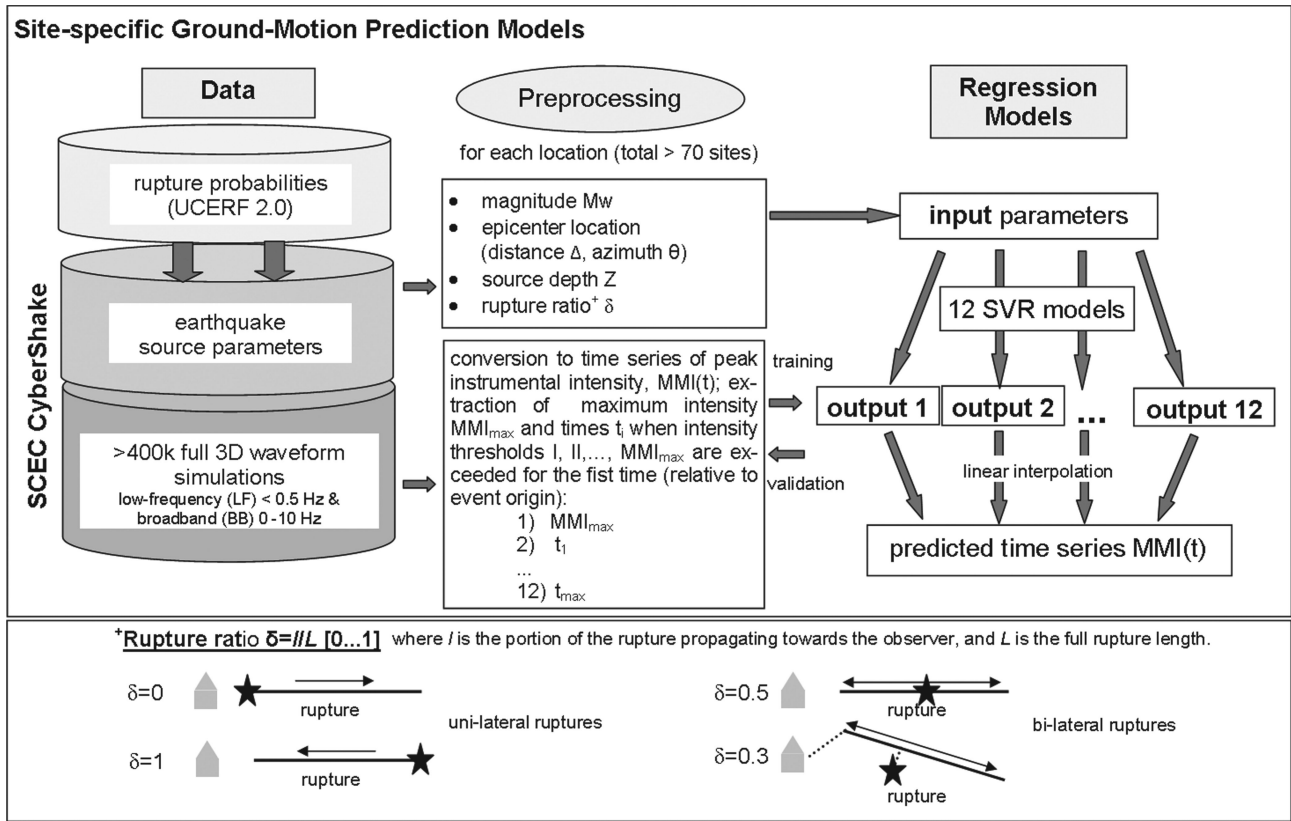 Site-specific Ground-Motion Prediction Models
Data
rupture probabilities
(UCERF 2.0)
earthquake
source parameters
>400k full 3D waveform
simulations
low-frequency (LF) < 0.5 Hz &
broadband (BB) 0 -10 Hz
SCEC CyberShake
Preprocessing
for each location (total > 70 sites)
● magnitude Mw
● epicenter location
(distance Δ, azimuth θ)
● source depth Z
● rupture ratio⁺ δ
conversion to time series of peak
instrumental intensity, MMI(t); ex-
traction of maximum intensity
MMI_max and times t_i when intensity
thresholds I, II,..., MMI_max are ex-
ceeded for the fist time (relative to
event origin):
1) MMI_max
2) t_1
...
12) t_max
training
validation
Regression
Models
input parameters
12 SVR models
output 1
output 2
...
output 12
linear interpolation
predicted time series MMI(t)
⁺Rupture ratio δ=l/L [0...1] where l is the portion of the rupture propagating towards the observer, and L is the full rupture length.
δ=0
rupture
δ=1
rupture
uni-lateral ruptures
δ=0.5
rupture
δ=0.3
rupture
bi-lateral ruptures